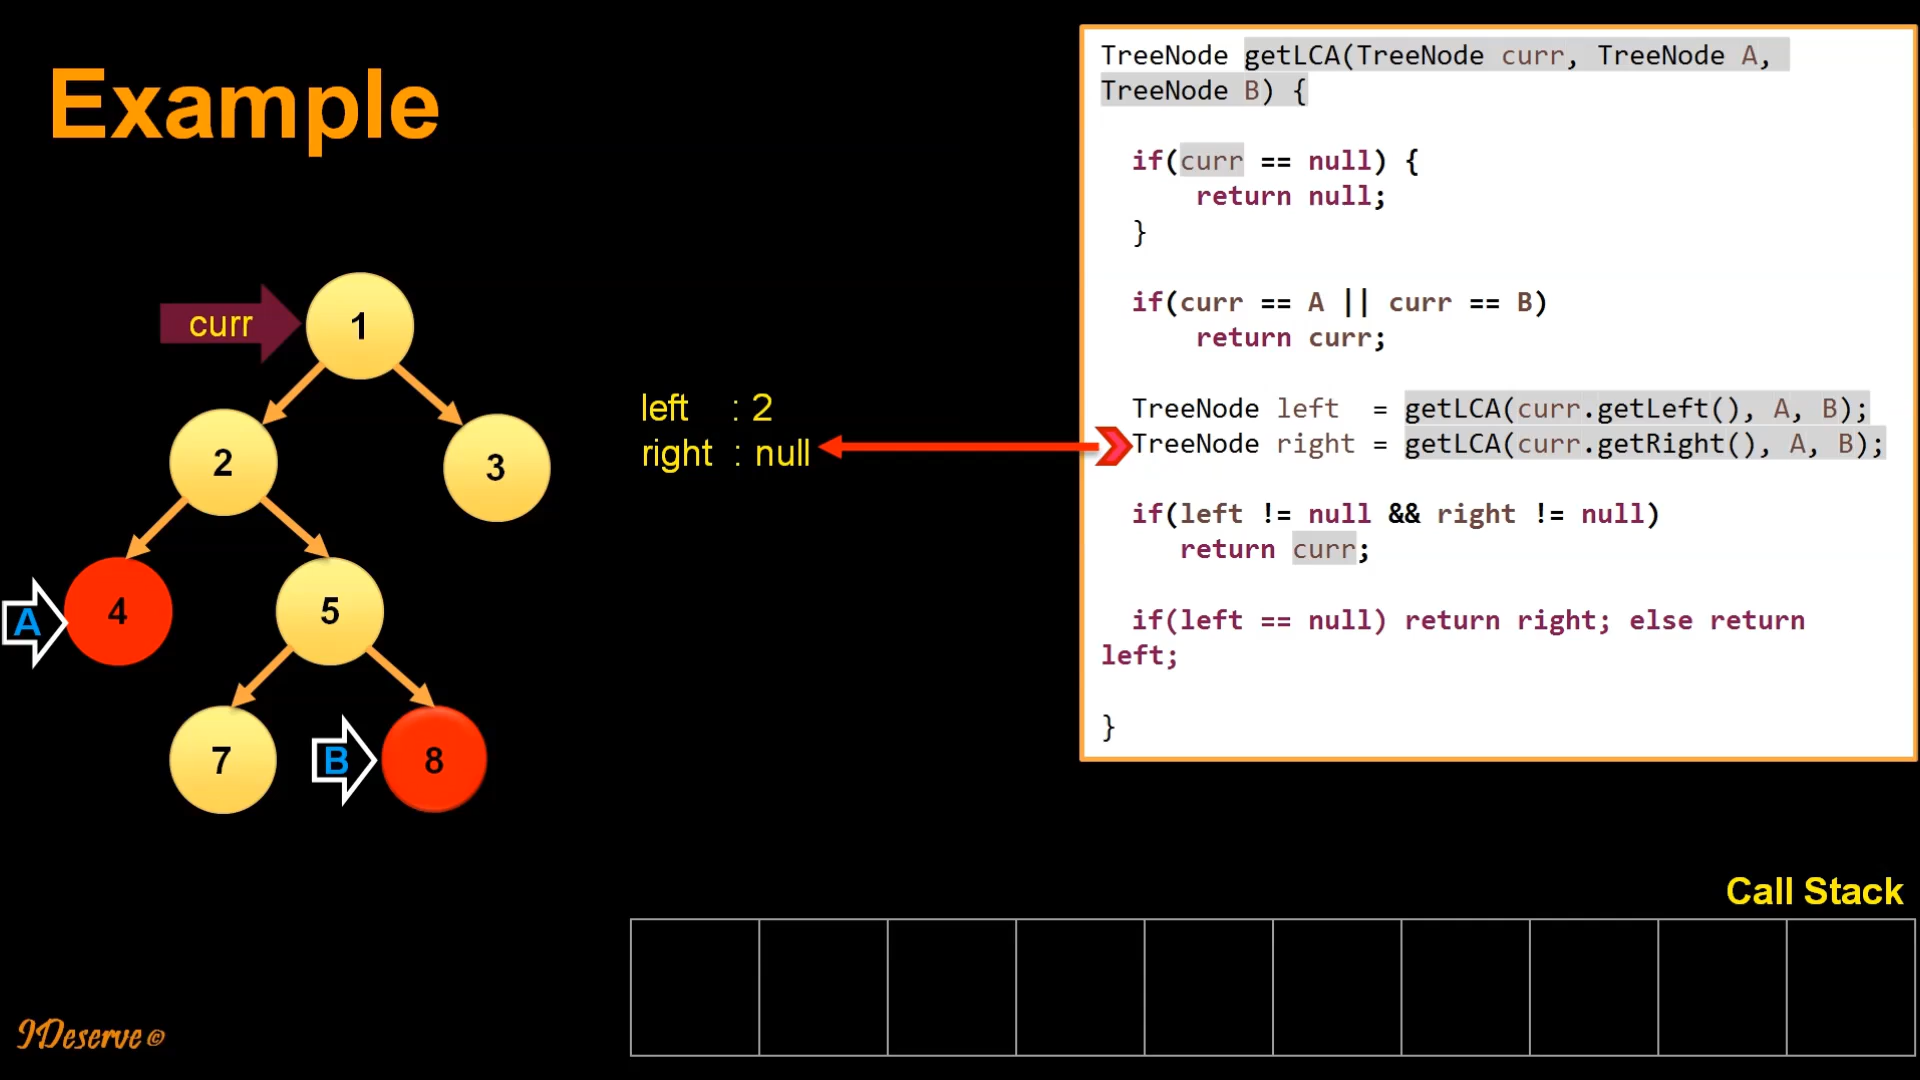 Example
TreeNode getLCA(TreeNode curr, TreeNode A,
TreeNode B) {
if(curr == null) {
return null;
}
if(curr == A || curr == B)
return curr;
TreeNode left = getLCA(curr.getLeft(), A, B);
TreeNode right = getLCA(curr.getRight(), A, B);
if(left != null && right != null)
return curr;
if(left == null) return right; else return
left;
}
curr
1
2
3
A
4
5
7
B
8
left : 2
right : null
Call Stack
IDeserve ©